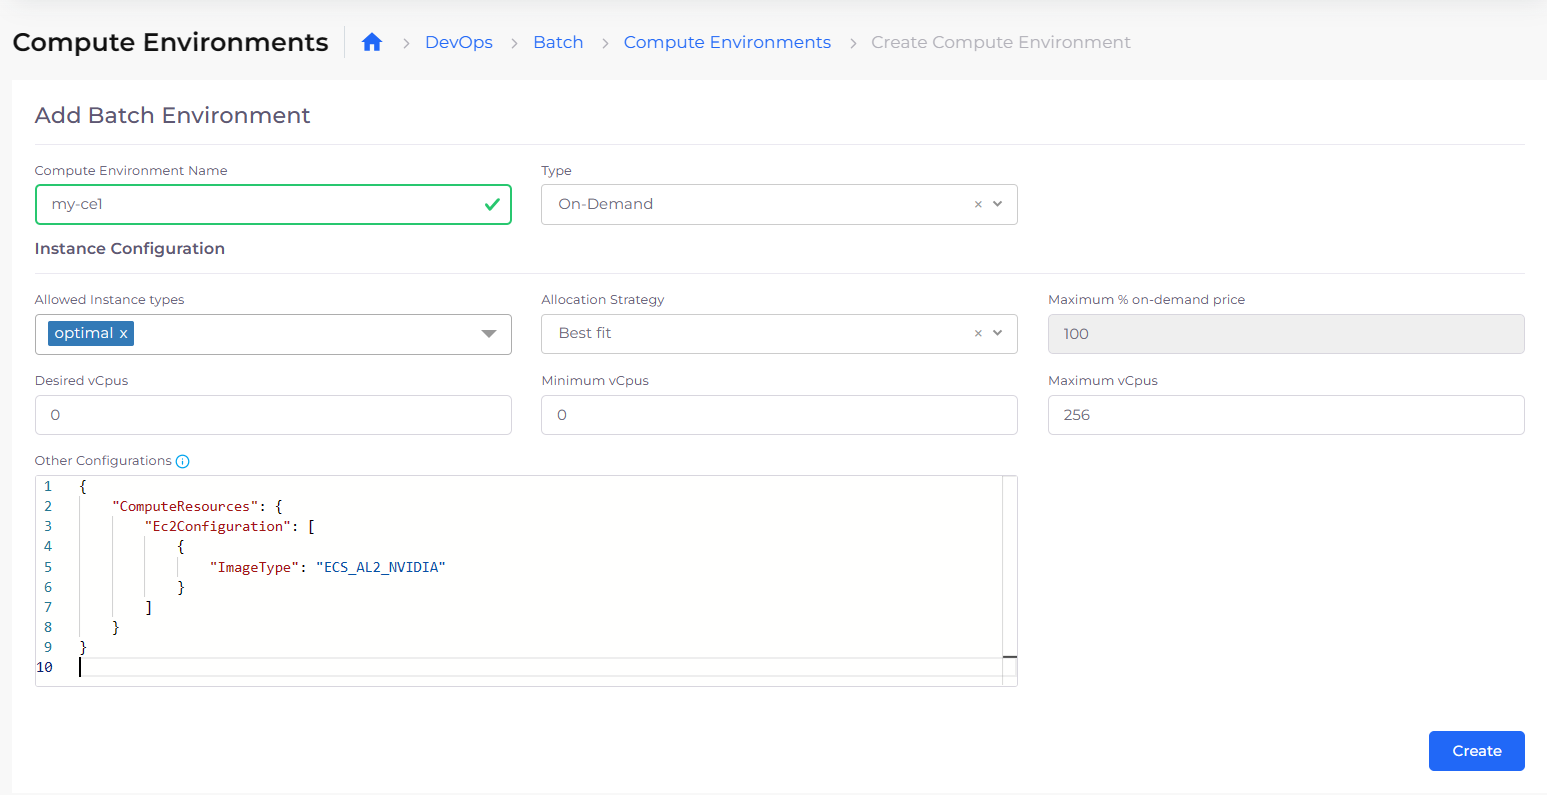 Compute Environments DevOps Batch Compute Environments Create Compute Environment
Add Batch Environment
Compute Environment Name Type
my-ce1 On-Demand ×
Instance Configuration
Allowed Instance types Allocation Strategy Maximum % on-demand price
optimal x Best fit × 100
Desired vCpus Minimum vCpus Maximum vCpus
0 0 256
Other Configurations
1 {
2 "ComputeResources": {
3 "Ec2Configuration": [
4 {
5 "ImageType": "ECS_AL2_NVIDIA"
6 }
7 ]
8 }
9 }
10
Create